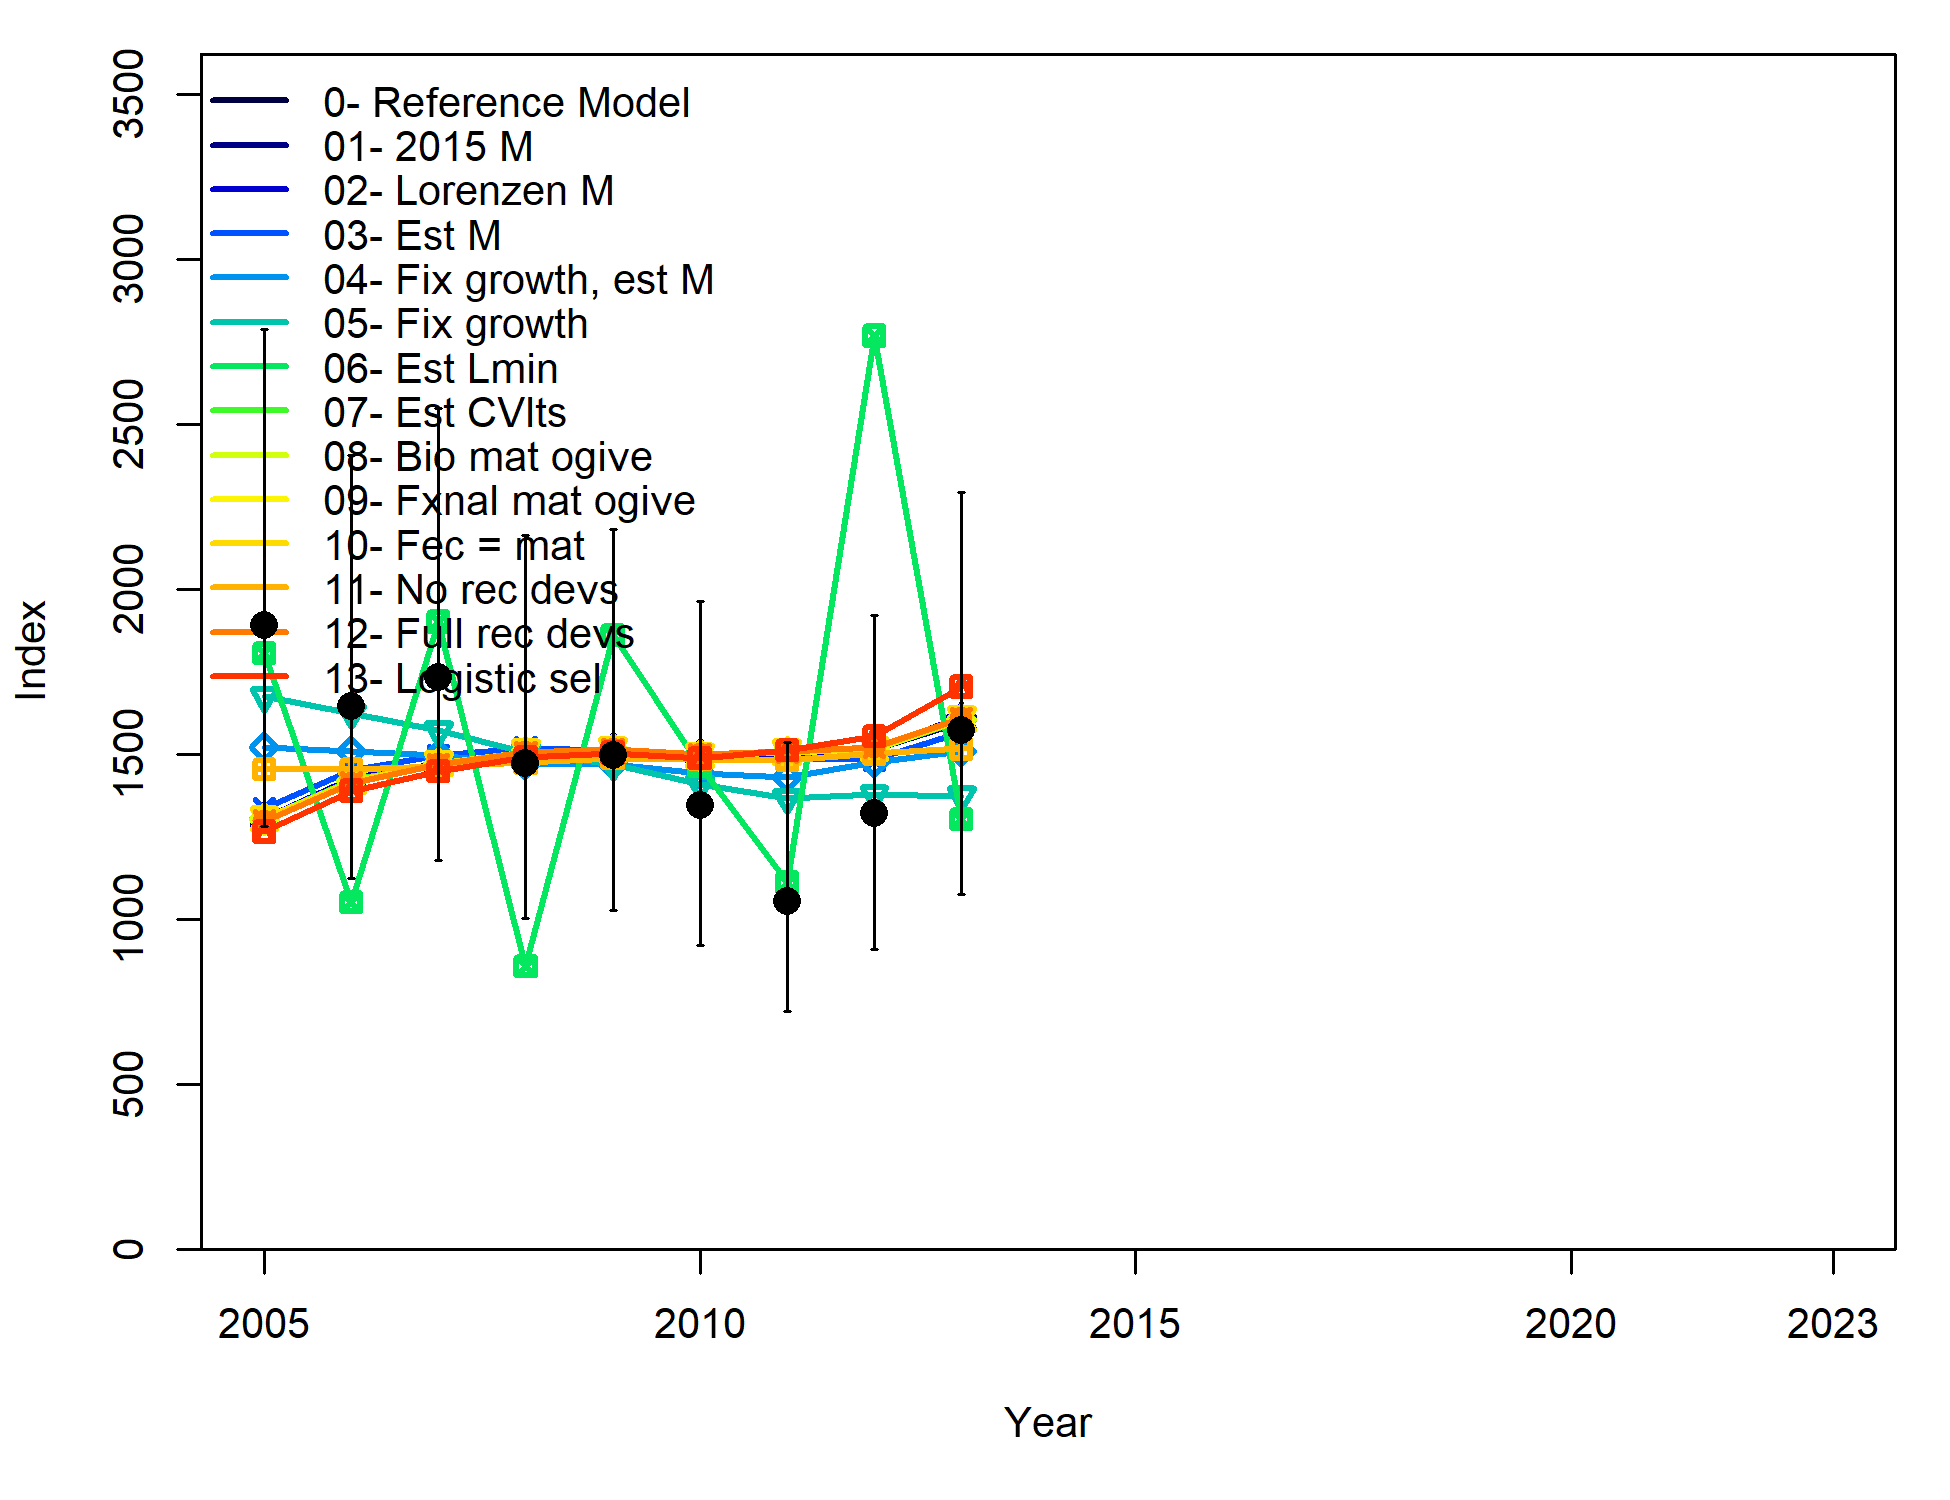 3500
3000
2500
2000
1500
1000
500
0
Index
0- Reference Model
01- 2015 M
02- Lorenzen M
03- Est M
04- Fix growth, est M
05- Fix growth
06- Est Lmin
07- Est CVlts
08- Bio mat ogive
09- Fxnal mat ogive
10- Fec = mat
11- No rec devs
12- Full rec devs
13- Logistic sel
2005 2010 2015 2020 2023
Year